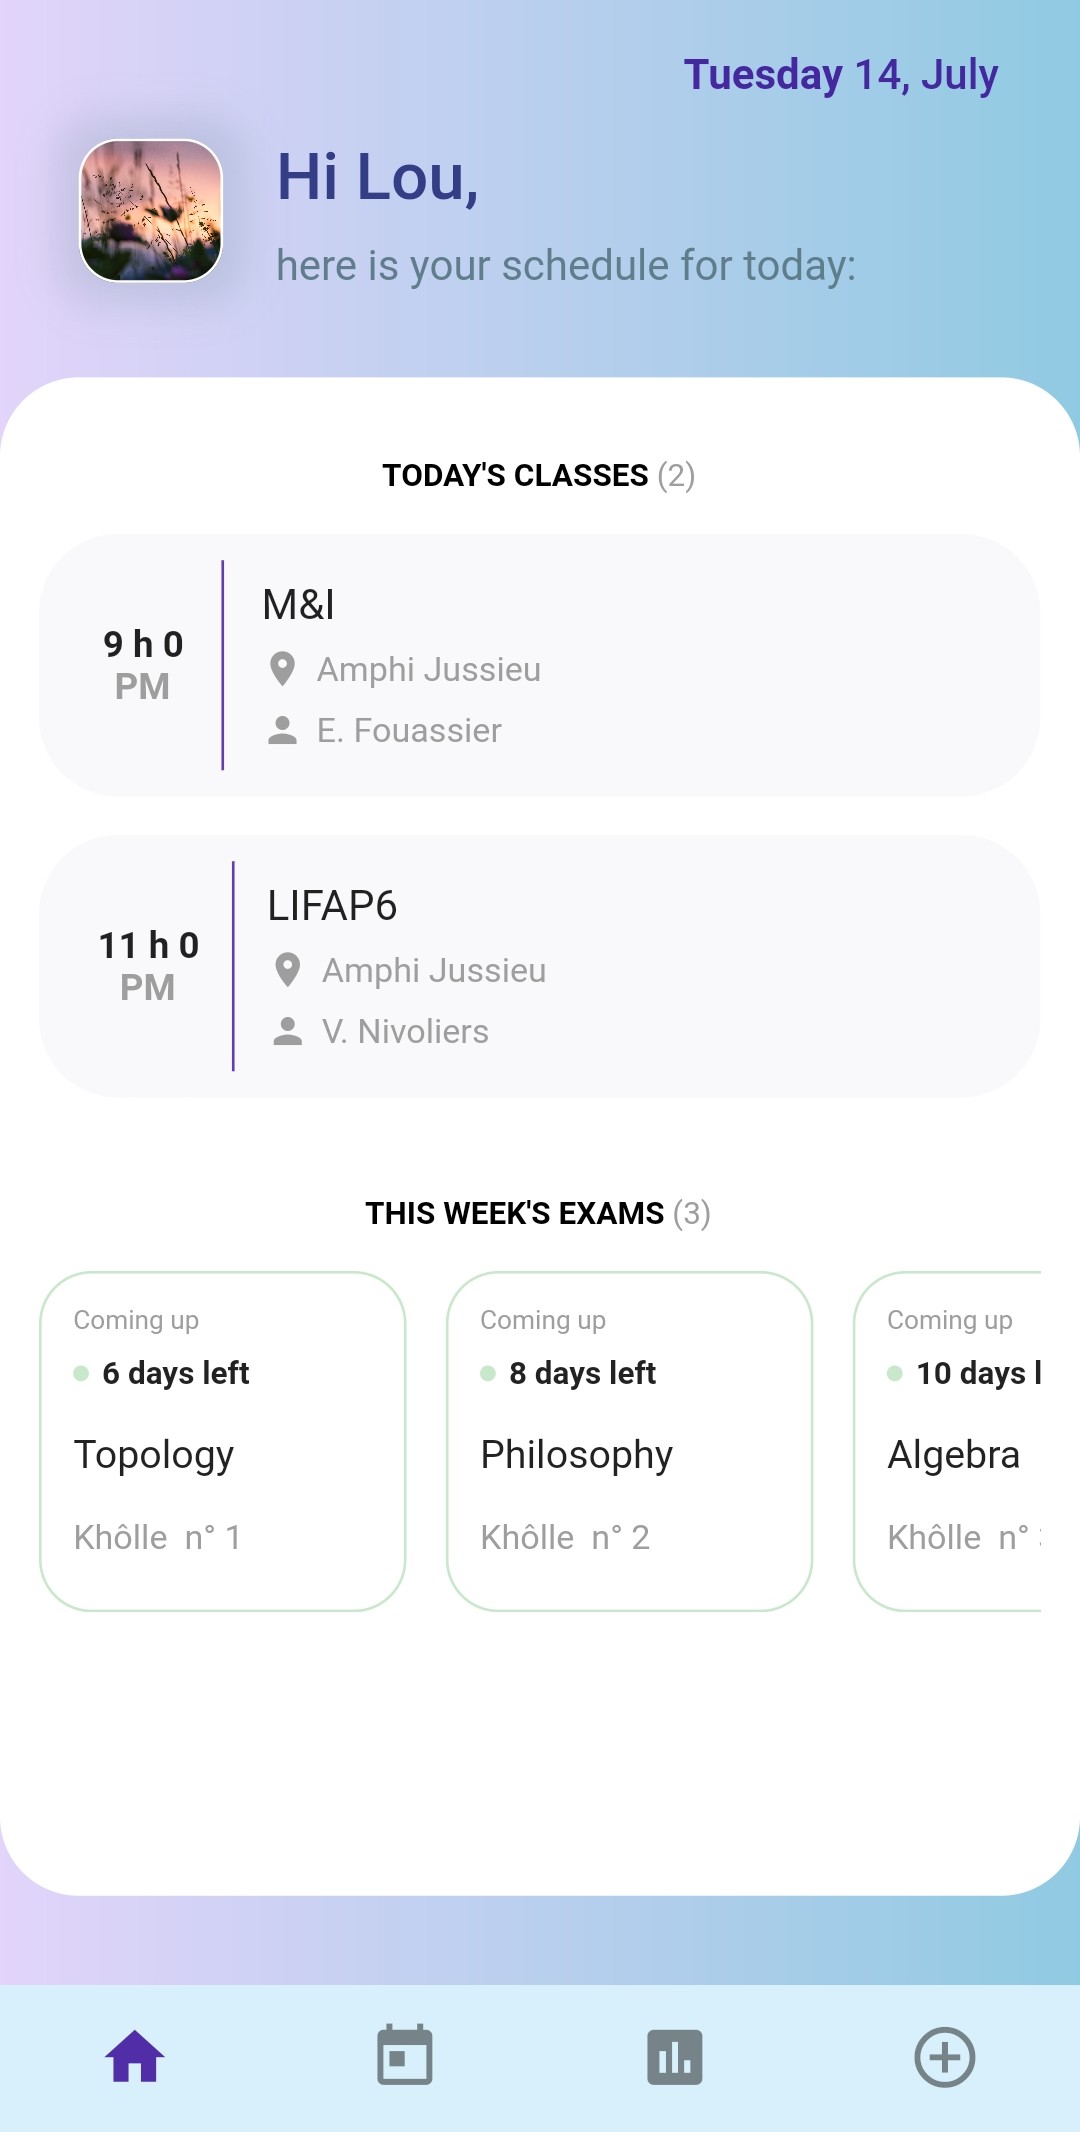 Tuesday 14, July
Hi Lou,
here is your schedule for today:
TODAY'S CLASSES (2)
9 h 0
PM
M&I
Amphi Jussieu
E. Fouassier
11 h 0
PM
LIFAP6
Amphi Jussieu
V. Nivoliers
THIS WEEK'S EXAMS (3)
Coming up
6 days left
Topology
Khôlle n° 1
Coming up
8 days left
Philosophy
Khôlle n° 2
Coming up
10 days
Algebra
Khôlle n°